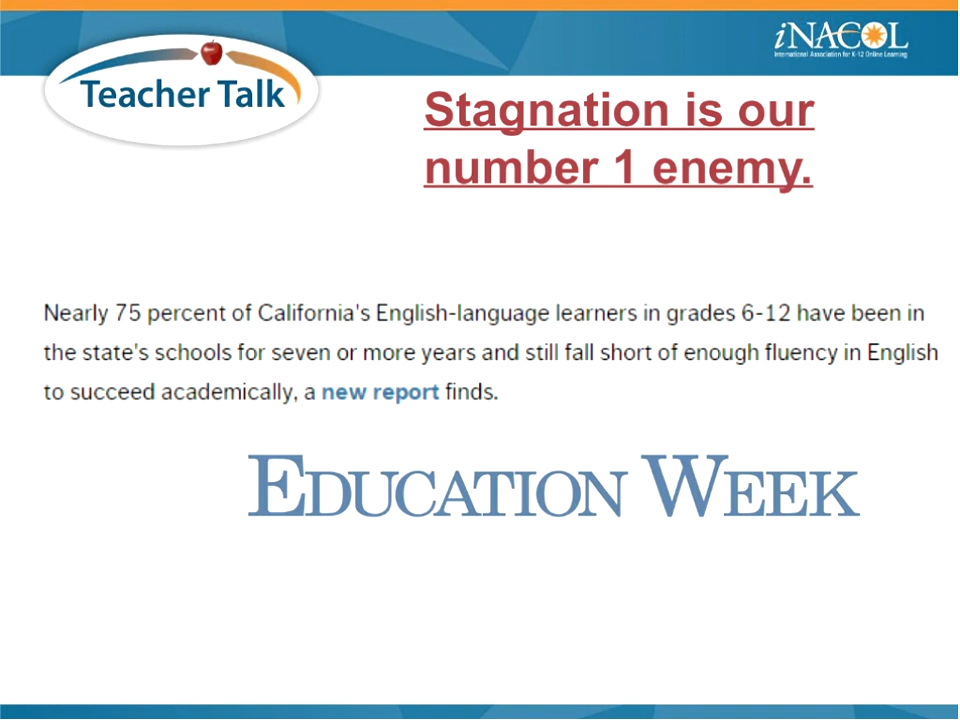 iNACOL
International Association for K-12 Online Learning
Teacher Talk
Stagnation is our
number 1 enemy.
Nearly 75 percent of California's English-language learners in grades 6-12 have been in
the state's schools for seven or more years and still fall short of enough fluency in English
to succeed academically, a new report finds.
EDUCATION WEEK